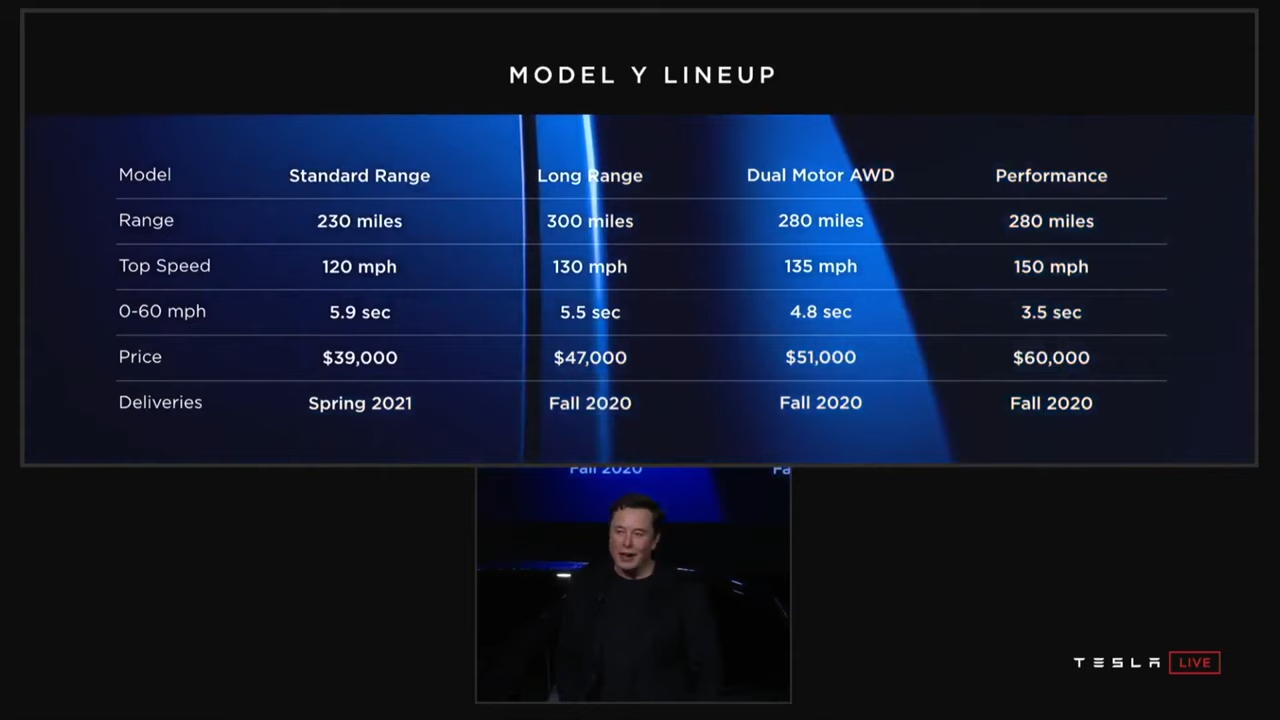 MODEL Y LINEUP
Model Standard Range Long Range Dual Motor AWD Performance
Range 230 miles 300 miles 280 miles 280 miles
Top Speed 120 mph 130 mph 135 mph 150 mph
0-60 mph 5.9 sec 5.5 sec 4.8 sec 3.5 sec
Price $39,000 $47,000 $51,000 $60,000
Deliveries Spring 2021 Fall 2020 Fall 2020 Fall 2020
Fall 2020 Fa
TESLA LIVE